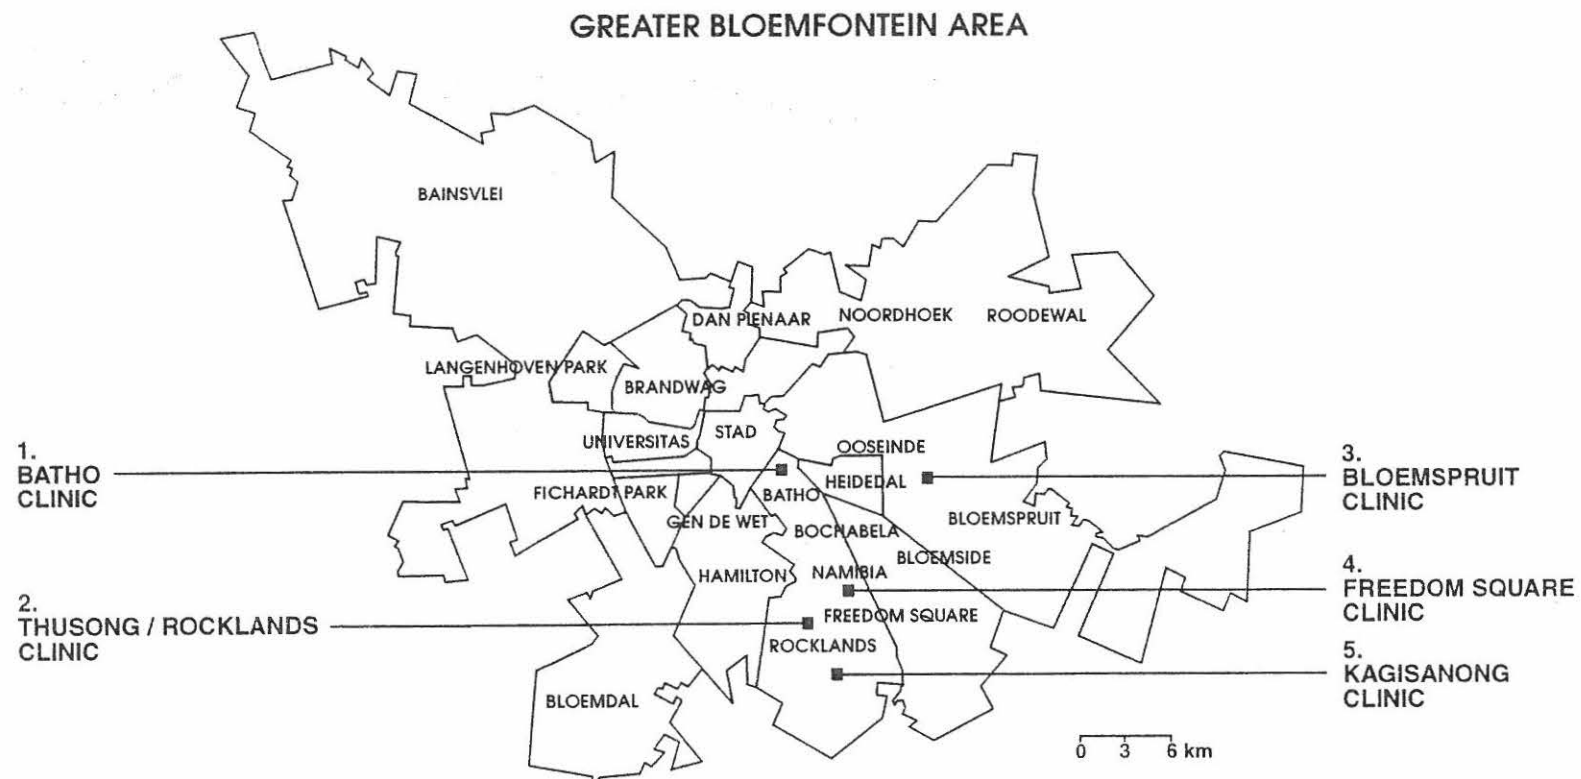 GREATER BLOEMFONTEIN AREA
BAINSVLEI
DAN PIENAAR
NOORDHOEK
ROODEWAL
LANGENHOVEN PARK
BRANDWAG
STAD
UNIVERSITAS
OOSEINDE
1.
BATHO
CLINIC
HEIDEDAL
3.
BLOEMSPRUIT
CLINIC
FICHARDT PARK
BATHO
GEN DE WET
BLOEMSPRUIT
BOCHABELA
BLOEMSIDE
HAMILTON
NAMIBIA
4.
FREEDOM SQUARE
CLINIC
2.
THUSONG / ROCKLANDS
CLINIC
FREEDOM SQUARE
ROCKLANDS
5.
KAGISANONG
CLINIC
BLOEMDAL
0 3 6 km